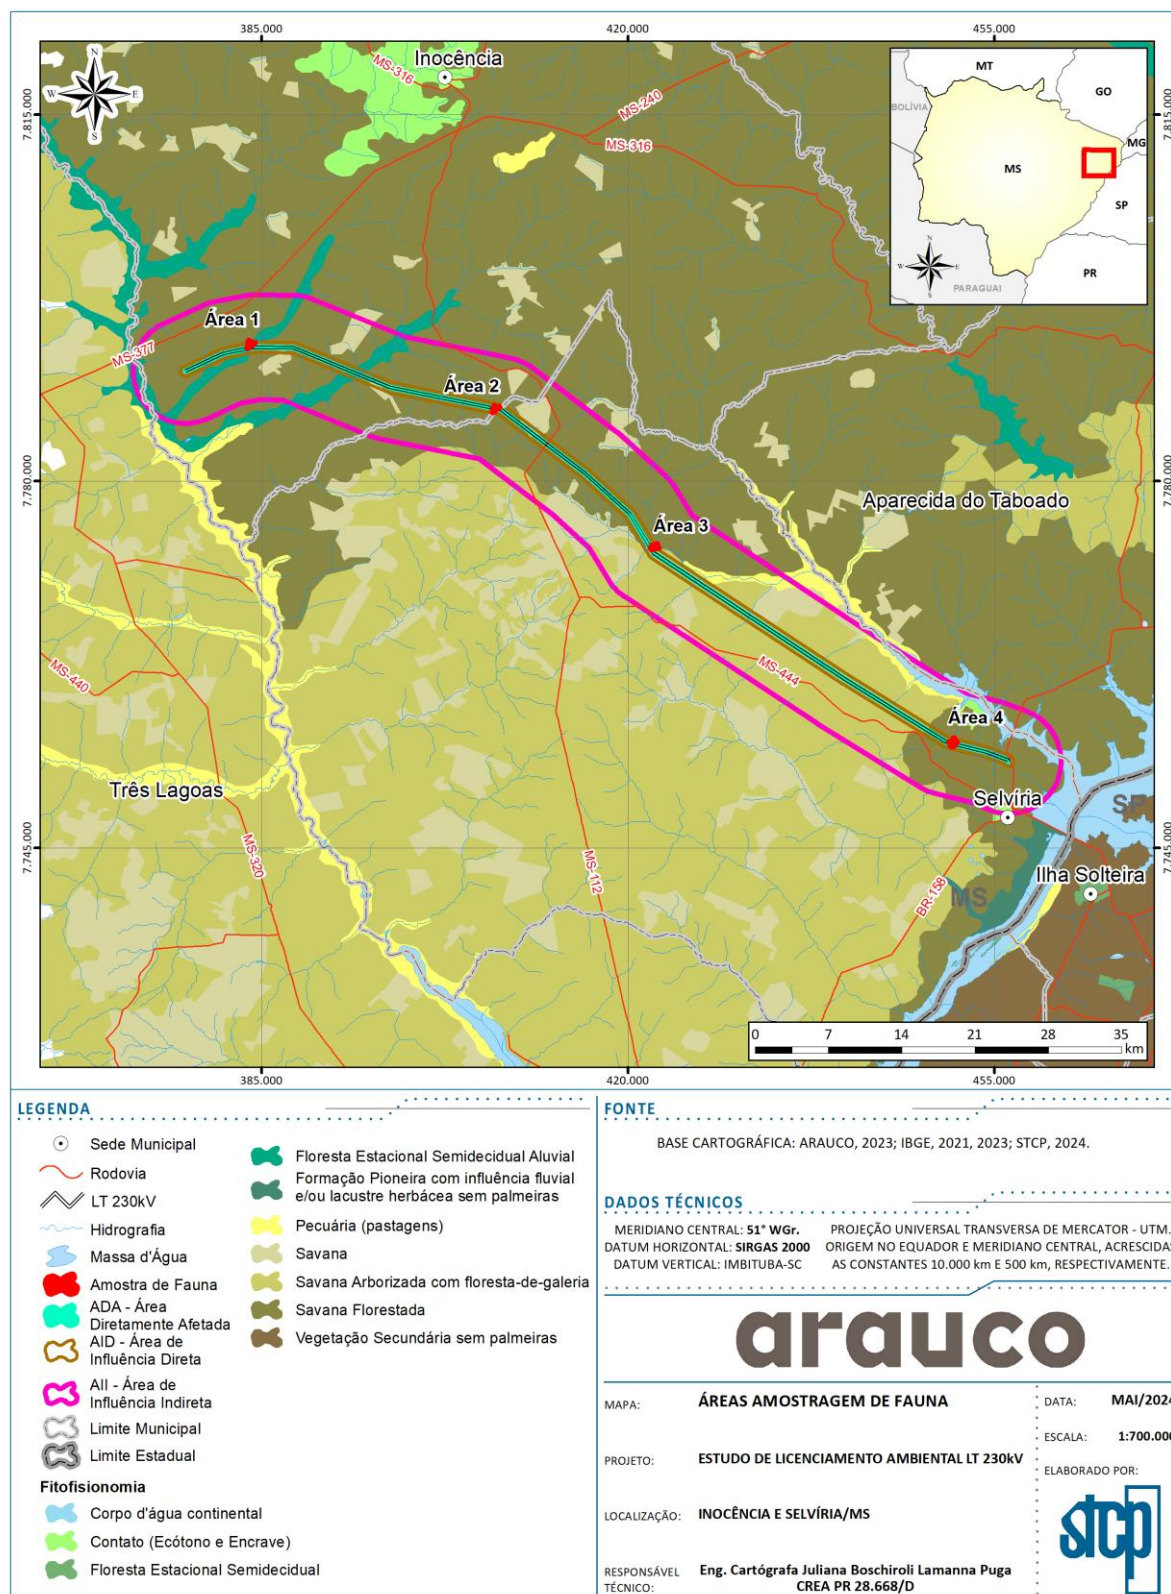 385.000
420.000
455.000
7.815.000
7.815.000
7.780.000
7.780.000
7.745.000
7.745.000
N
W
E
S
Inocência
MS-316
MS-240
MS-316
MT
BOLÍVIA
GO
MG
MS
SP
PR
PARAGUAI
N
W
E
S
Área 1
MS-377
Área 2
Aparecida do Taboado
Área 3
MS-440
MS-444
Área 4
Três Lagoas
Selvíria
SP
MS-320
MS-112
BR-158
MS
Ilha Solteira
0 7 14 21 28 35
km
385.000
420.000
455.000
LEGENDA
Sede Municipal
Rodovia
LT 230kV
Hidrografia
Massa d'Água
Amostra de Fauna
ADA - Área
Diretamente Afetada
AID - Área de
Influência Direta
AII - Área de
Influência Indireta
Limite Municipal
Limite Estadual
Fitofisionomia
Corpo d'água continental
Contato (Ecótono e Encrave)
Floresta Estacional Semidecidual
Floresta Estacional Semidecidual Aluvial
Formação Pioneira com influência fluvial
e/ou lacustre herbácea sem palmeiras
Pecuária (pastagens)
Savana
Savana Arborizada com floresta-de-galeria
Savana Florestada
Vegetação Secundária sem palmeiras
FONTE
BASE CARTOGRÁFICA: ARAUCO, 2023; IBGE, 2021, 2023; STCP, 2024.
DADOS TÉCNICOS
MERIDIANO CENTRAL: 51° WGr.
DATUM HORIZONTAL: SIRGAS 2000
DATUM VERTICAL: IMBITUBA-SC
PROJEÇÃO UNIVERSAL TRANSVERSA DE MERCATOR - UTM.
ORIGEM NO EQUADOR E MERIDIANO CENTRAL, ACRESCIDAS
AS CONSTANTES 10.000 km E 500 km, RESPECTIVAMENTE.
arauco
MAPA: ÁREAS AMOSTRAGEM DE FAUNA
PROJETO: ESTUDO DE LICENCIAMENTO AMBIENTAL LT 230kV
LOCALIZAÇÃO: INOCÊNCIA E SELVÍRIA/MS
RESPONSÁVEL
TÉCNICO:
Eng. Cartógrafa Juliana Boschiroli Lamanna Puga
CREA PR 28.668/D
DATA: MAI/2024
ESCALA: 1:700.000
ELABORADO POR:
stcp